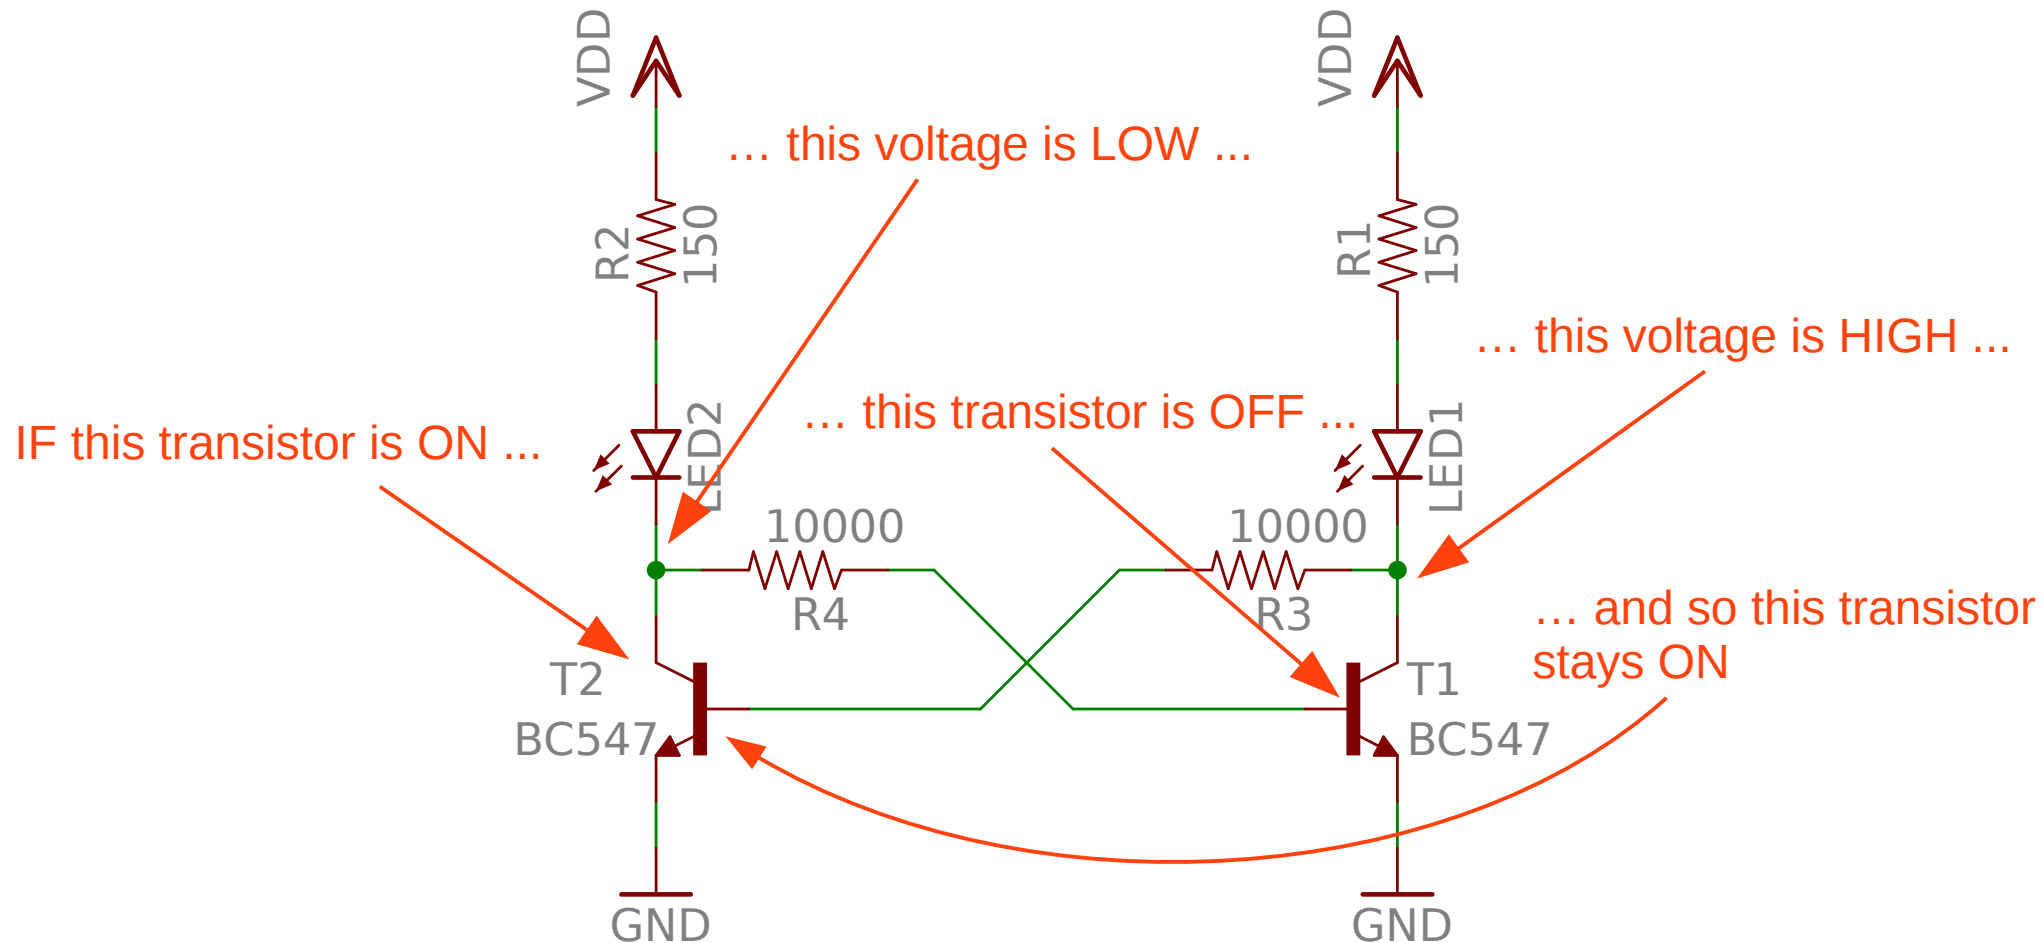 VDD
VDD
… this voltage is LOW ...
R2
150
R1
150
… this voltage is HIGH ...
IF this transistor is ON ...
LED2
… this transistor is OFF ...
LED1
10000
10000
R4
R3
… and so this transistor
stays ON
T2
BC547
T1
BC547
GND
GND